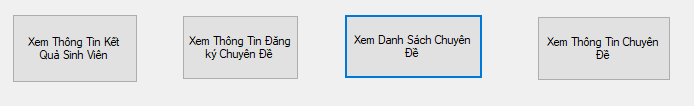 Xem Thông Tin Kết
Quả Sinh Viên
Xem Thông Tin Đăng
ký Chuyên Đề
Xem Danh Sách Chuyên
Đề
Xem Thông Tin Chuyên
Đề